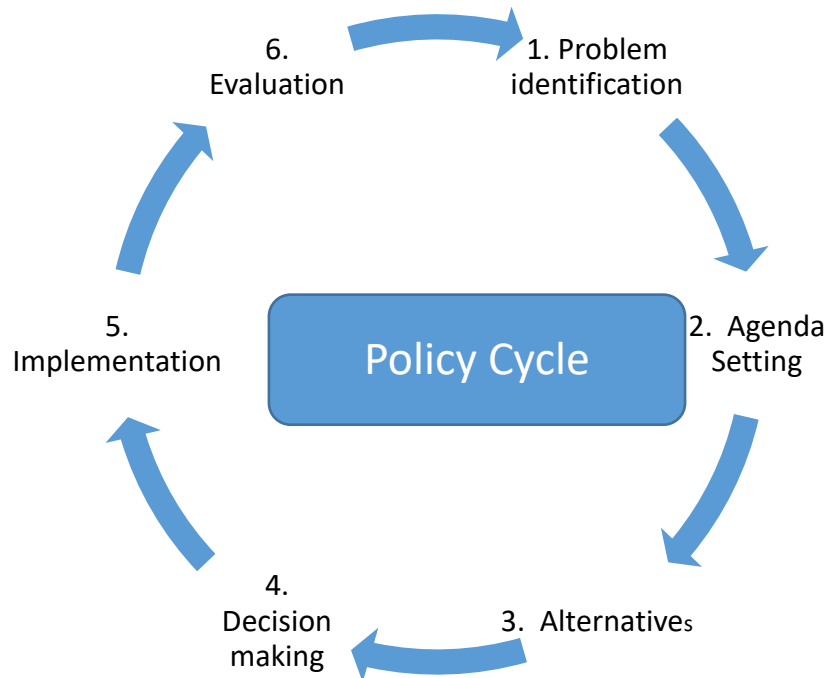 1. Problem
identification
2. Agenda
Setting
3. Alternatives
4.
Decision
making
5.
Implementation
6.
Evaluation
Policy Cycle